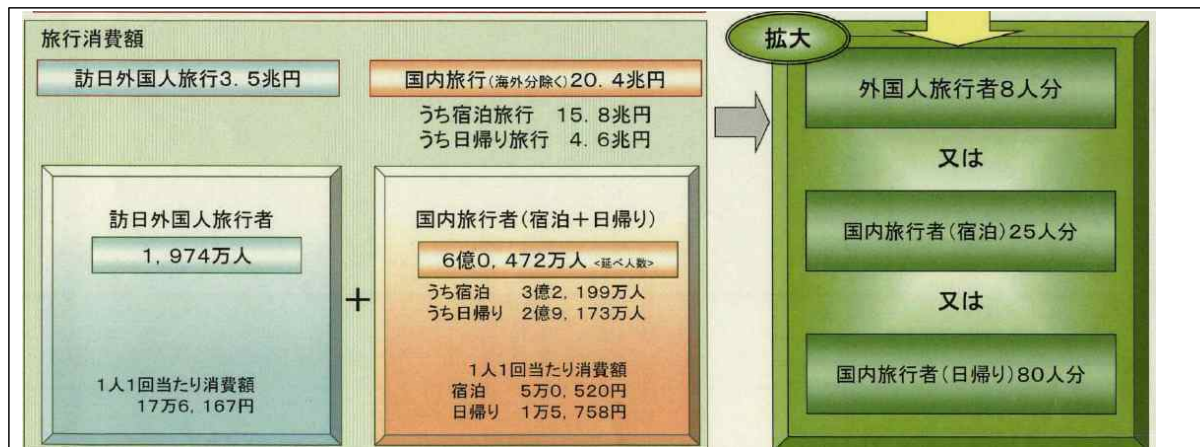 旅行消費額
訪日外国人旅行3.5兆円
国内旅行(海外分除く)20.4兆円
うち宿泊旅行 15.8兆円
うち日帰り旅行 4.6兆円
訪日外国人旅行者
1,974万人
+
国内旅行者(宿泊+日帰り)
6億0,472万人 <延べ人数>
うち宿泊 3億2,199万人
うち日帰り 2億9,173万人
1人1回当たり消費額
17万6,167円
1人1回当たり消費額
宿泊 5万0,520円
日帰り 1万5,758円
拡大
外国人旅行者8人分
又は
国内旅行者(宿泊)25人分
又は
国内旅行者(日帰り)80人分